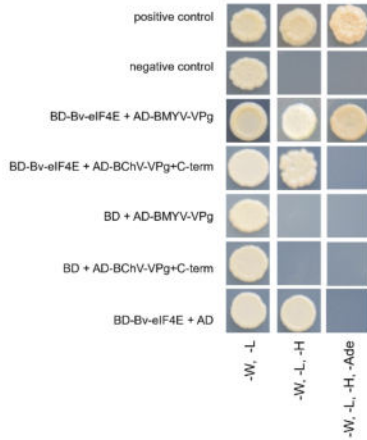 positive control
negative control
BD-Bv-eIF4E + AD-BMYV-VPg
BD-Bv-eIF4E + AD-BChV-VPg+C-term
BD + AD-BMYV-VPg
BD + AD-BChV-VPg+C-term
BD-Bv-eIF4E + AD
-W, -L
-W, -L, -H
-W, -L, -H, -Ade